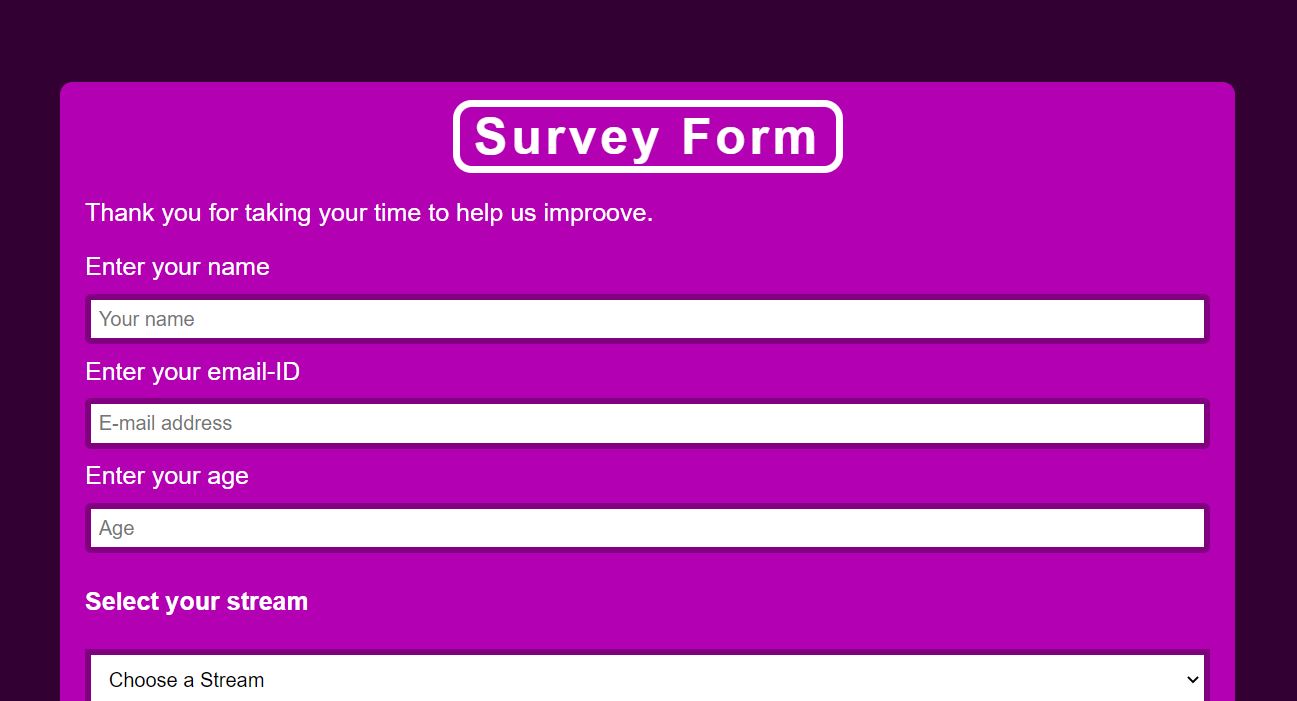 Survey Form
Thank you for taking your time to help us improove.
Enter your name
Your name
Enter your email-ID
E-mail address
Enter your age
Age
Select your stream
Choose a Stream